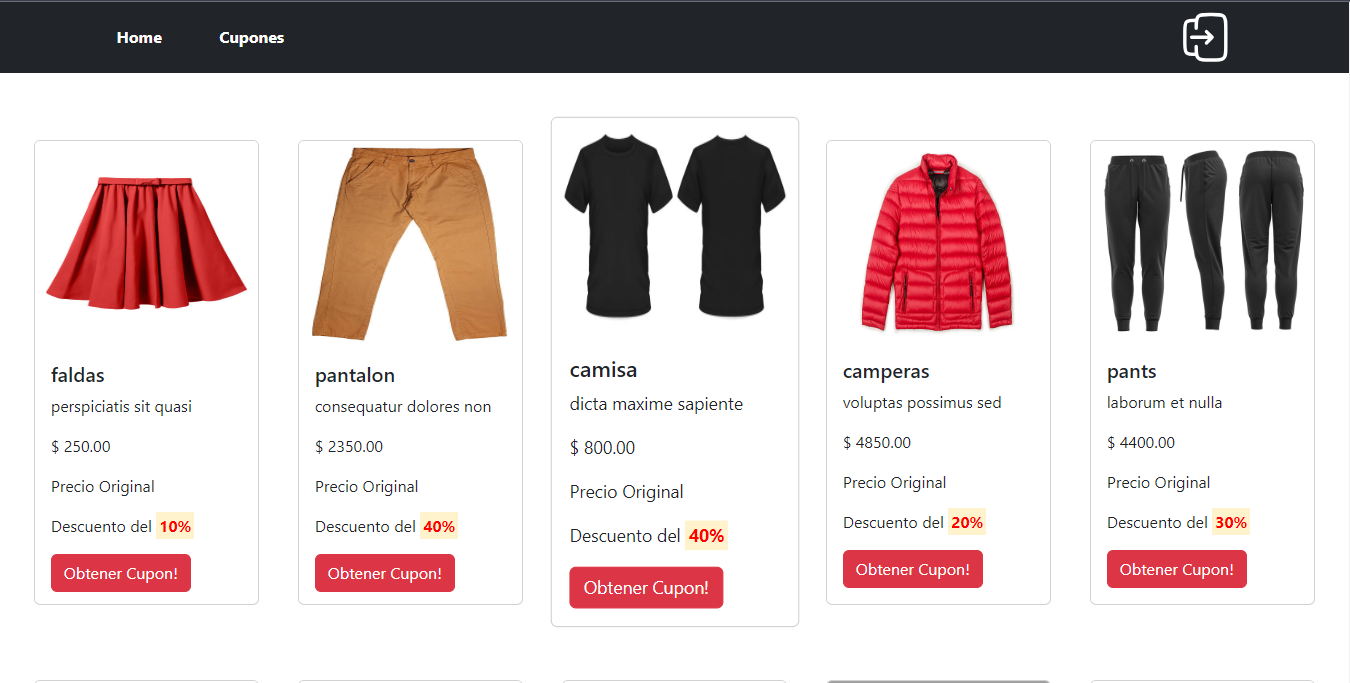 Home
Cupones
faldas
perspiciatis sit quasi
$ 250.00
Precio Original
Descuento del 10%
Obtener Cupon!
pantalon
consequatur dolores non
$ 2350.00
Precio Original
Descuento del 40%
Obtener Cupon!
camisa
dicta maxime sapiente
$ 800.00
Precio Original
Descuento del 40%
Obtener Cupon!
camperas
voluptas possimus sed
$ 4850.00
Precio Original
Descuento del 20%
Obtener Cupon!
pants
laborum et nulla
$ 4400.00
Precio Original
Descuento del 30%
Obtener Cupon!